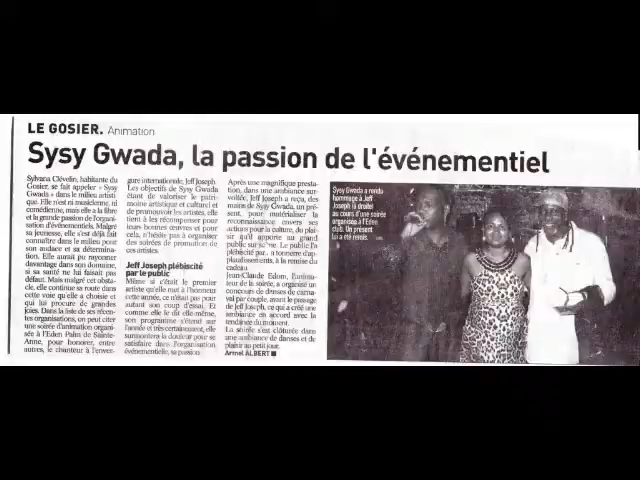 LE GOSIER. Animation
Sysy Gwada, la passion de l'événementiel
Sylvana Clévelin, habitante du
Gosier, se fait appeler « Sysy
Gwada » dans le milieu artisti-
que. Elle n'est ni musicienne, ni
comédienne, mais elle a la fibre
et la grande passion de l'organi-
sation d'événementiels. Malgré
sa jeunesse, elle s'est déjà fait
connaître dans le milieu pour
son audace et sa détermina-
tion. Elle aurait pu rayonner
davantage dans son domaine,
si sa santé ne lui faisait pas
défaut. Mais malgré cet obsta-
cle, elle continue sa route dans
cette voie qu'elle a choisie et
qui lui procure de grandes
joies. Dans la liste de ses récen-
tes organisations, on peut citer
une soirée d'animation organi-
sée à l'Eden Palm de Sainte-
Anne, pour honorer, entre
autres, le chanteur à l'enver-
gure internationale, Jeff Joseph.
Les objectifs de Sysy Gwada
étant de valoriser le patri-
moine artistique et culturel et
de promouvoir les artistes, elle
tient à les récompenser pour
leurs bonnes œuvres et pour
cela, n'hésite pas à organiser
des soirées de promotion de
ces artistes.
Jeff Joseph plébiscité
par le public
Même si c'était le premier
artiste qu'elle mit à l'honneur
cette année, ce n'était pas pour
autant son coup d'essai. Et
comme elle le dit elle-même,
son programme s'étend sur
l'année et très certainement, elle
surmontera la douleur pour se
satisfaire dans l'organisation
événementielle, sa passion
Après une magnifique presta-
tion, dans une ambiance sur-
voltée, Jeff Joseph a reçu, des
mains de Sysy Gwada, un pré-
sent, pour matérialiser la
reconnaissance envers ses
actions pour la culture, du plai-
sir qu'il apporte au grand
public sur scène. Le public l'a
plaudissements, à la remise du
cadeau
Jean-Claude Edom, l'anima-
teur de la soirée, a organisé un
concours de danses de carna-
val par couple, avant le passage
de Jeff Joseph, ce qui a créé une
ambiance en accord avec la
tendance du moment.
La soirée s'est clôturée dans
une ambiance de danses et de
plaisir au petit jour.
Armel ALBERT
Sysy Gwada a rendu
hommage à Jeff
Joseph (à droite)
au cours d'une soirée
organisée à l'Eden
club. Un présent
lui a été remis.